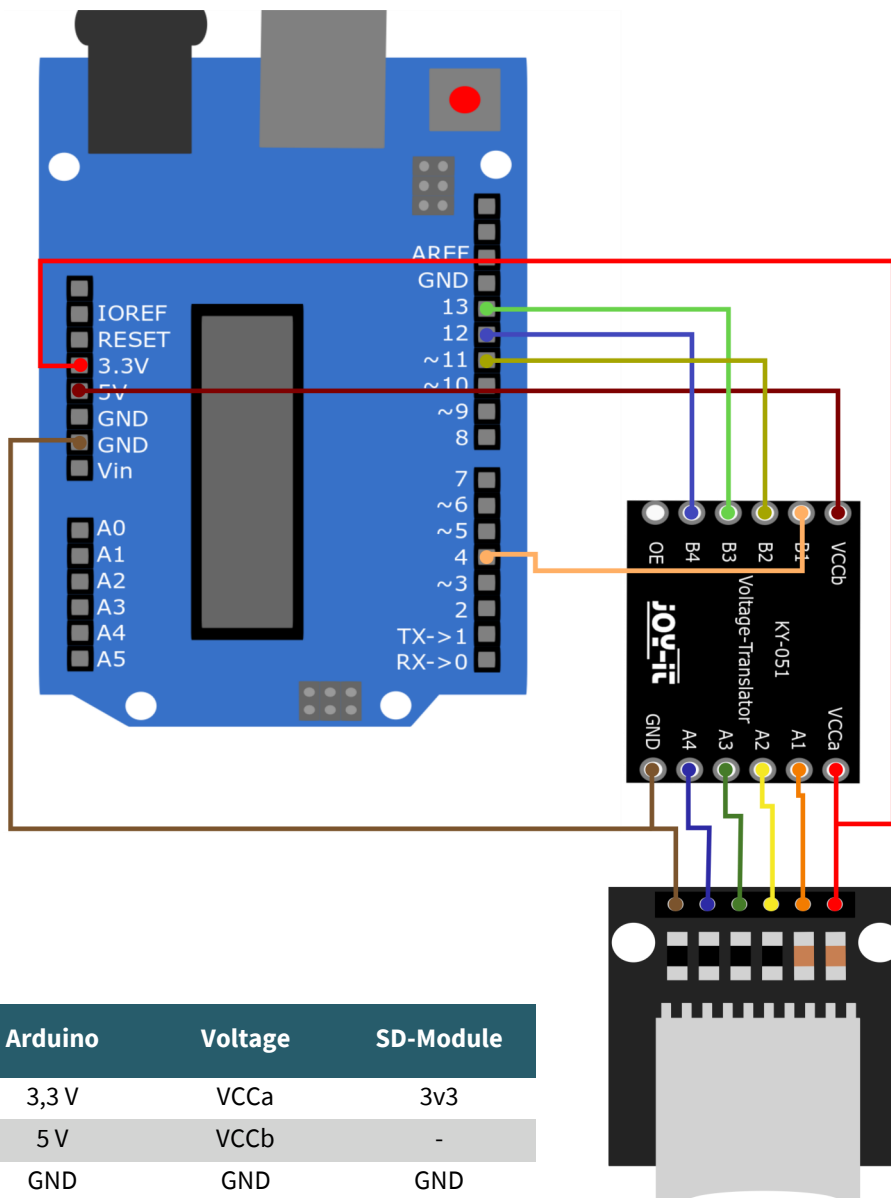 AREF
GND
13
12
~11
~10
~9
8
7
~6
~5
4
~3
2
TX->1
RX->0
IOREF
RESET
3.3V
5V
GND
GND
Vin
A0
A1
A2
A3
A4
A5
OE
B4
B3
B2
B1
VCCb
joy-it
Voltage-Translator
KY-051
GND
A4
A3
A2
A1
VCCa
Arduino Voltage SD-Module
3,3 V VCCa 3v3
5 V VCCb -
GND GND GND